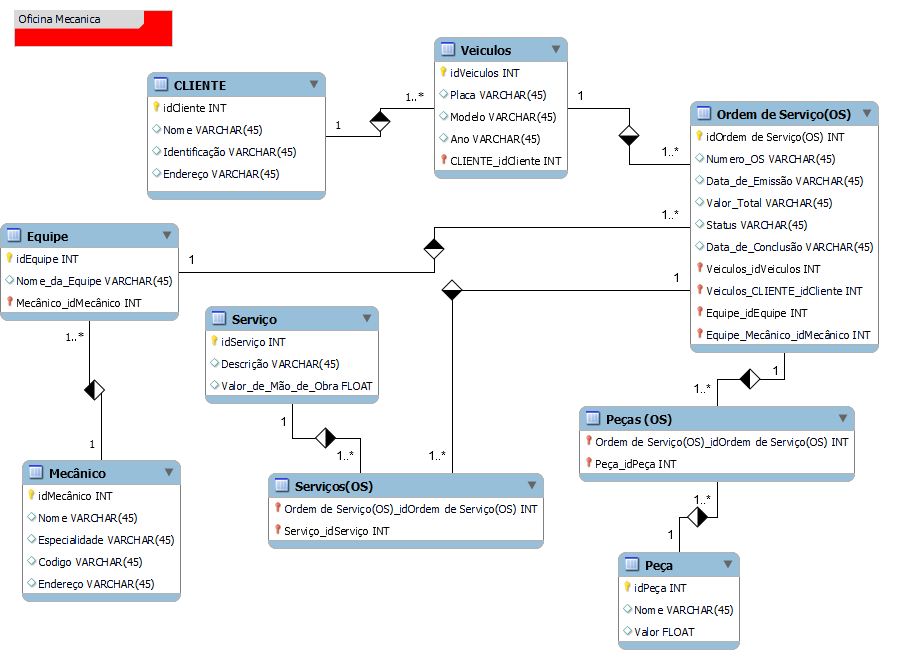 Oficina Mecanica
CLIENTE
idCliente INT
Nome VARCHAR(45)
Identificação VARCHAR(45)
Endereço VARCHAR(45)
1
1..*
Veiculos
idVeiculos INT
Placa VARCHAR(45)
Modelo VARCHAR(45)
Ano VARCHAR(45)
CLIENTE_idCliente INT
1
1..*
Ordem de Serviço(OS)
idOrdem de Serviço(OS) INT
Numero_OS VARCHAR(45)
Data_de_Emissão VARCHAR(45)
Valor_Total VARCHAR(45)
Status VARCHAR(45)
Data_de_Conclusão VARCHAR(45)
Veiculos_idVeiculos INT
Veiculos_CLIENTE_idCliente INT
Equipe_idEquipe INT
Equipe_Mecânico_idMecânico INT
Equipe
idEquipe INT
Nome_da_Equipe VARCHAR(45)
Mecânico_idMecânico INT
1
1..*
1..*
1
Mecânico
idMecânico INT
Nome VARCHAR(45)
Especialidade VARCHAR(45)
Codigo VARCHAR(45)
Endereço VARCHAR(45)
Serviço
idServiço INT
Descrição VARCHAR(45)
Valor_de_Mão_de_Obra FLOAT
1
1..*
1
1..*
Serviços(OS)
Ordem de Serviço(OS)_idOrdem de Serviço(OS) INT
Serviço_idServiço INT
1
1..*
Peças (OS)
Ordem de Serviço(OS)_idOrdem de Serviço(OS) INT
Peça_idPeça INT
1..*
1
Peça
idPeça INT
Nome VARCHAR(45)
Valor FLOAT